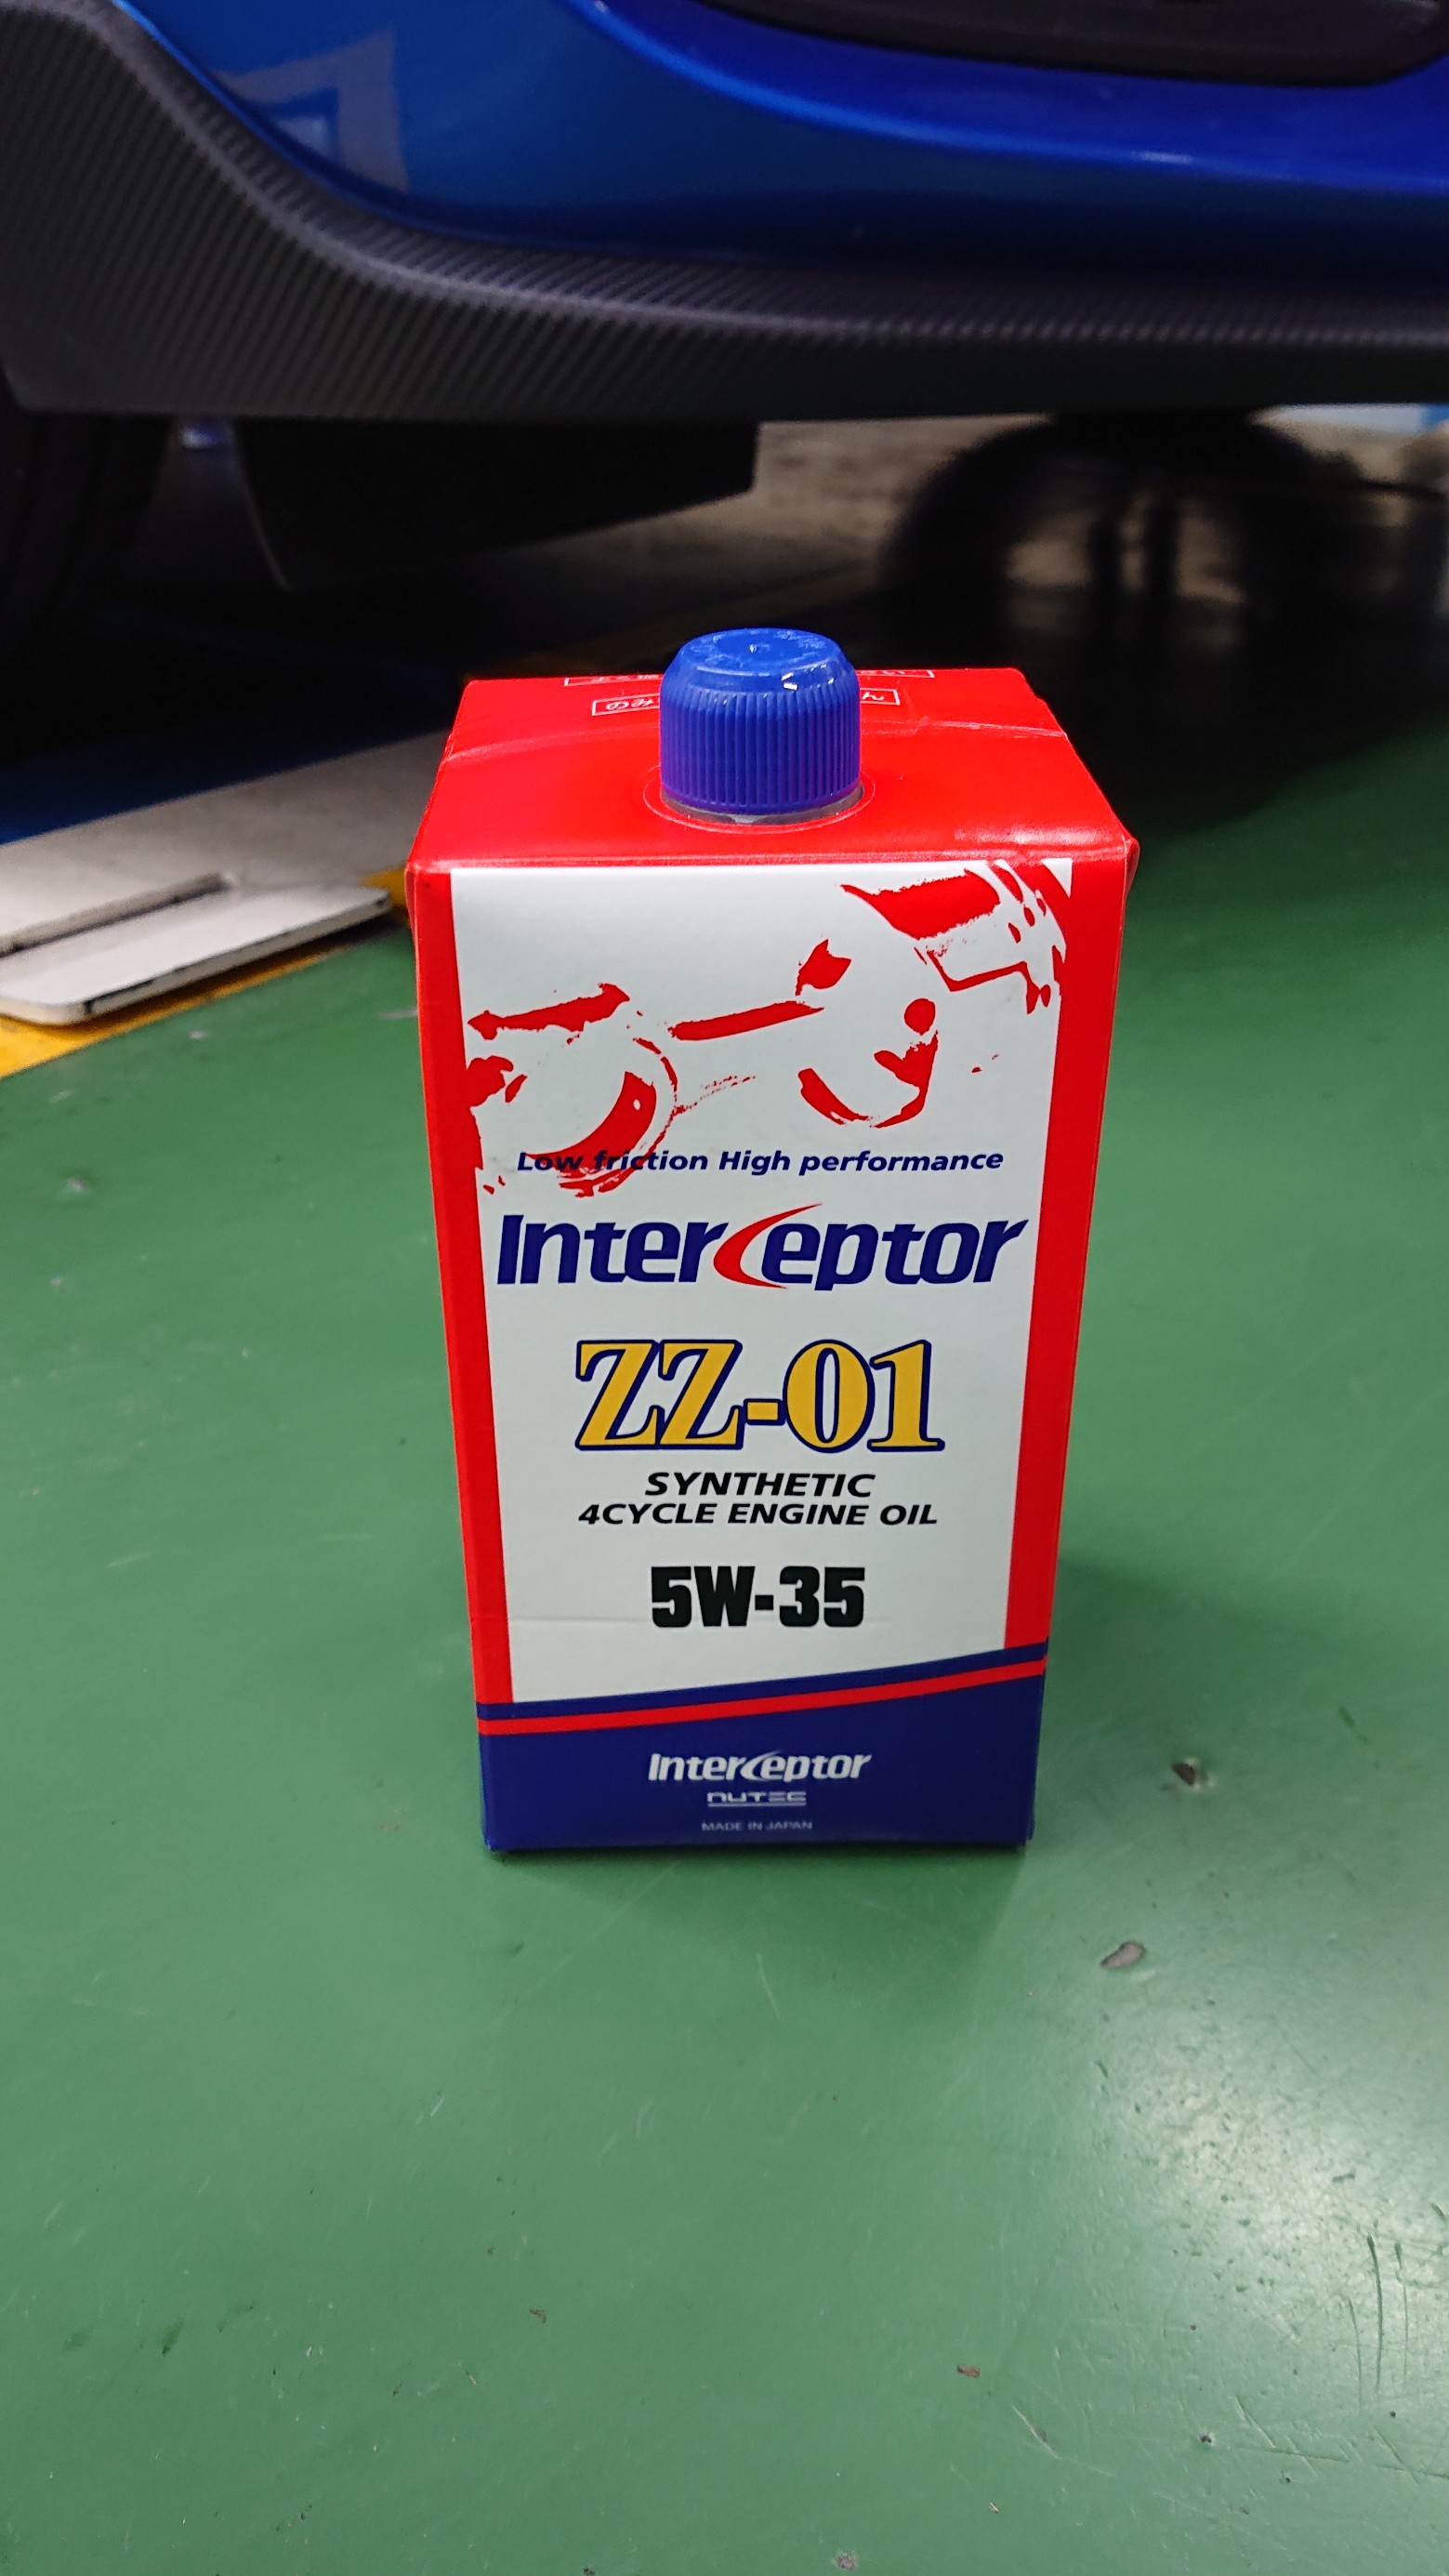 Low friction High performance
Interceptor
ZZ-01
SYNTHETIC
4CYCLE ENGINE OIL
5W-35
Interceptor
NUTEC
MADE IN JAPAN